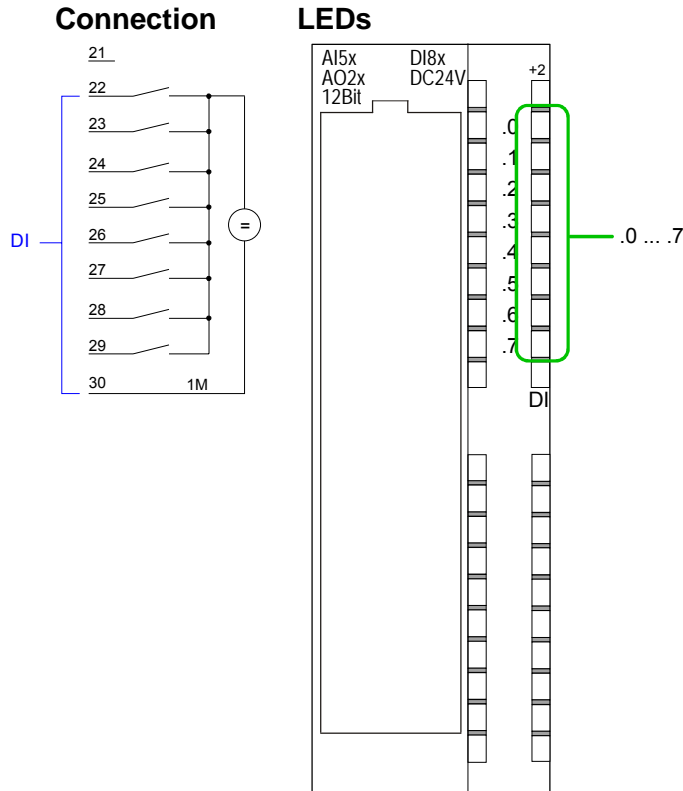 Connection
21
22
23
24
25
26
27
28
29
30 1M
DI
=
LEDs
AI5x DI8x
AO2x DC24V
12Bit
+2
.0
.1
.2
.3
.4
.5
.6
.7
.0 ... .7
DI